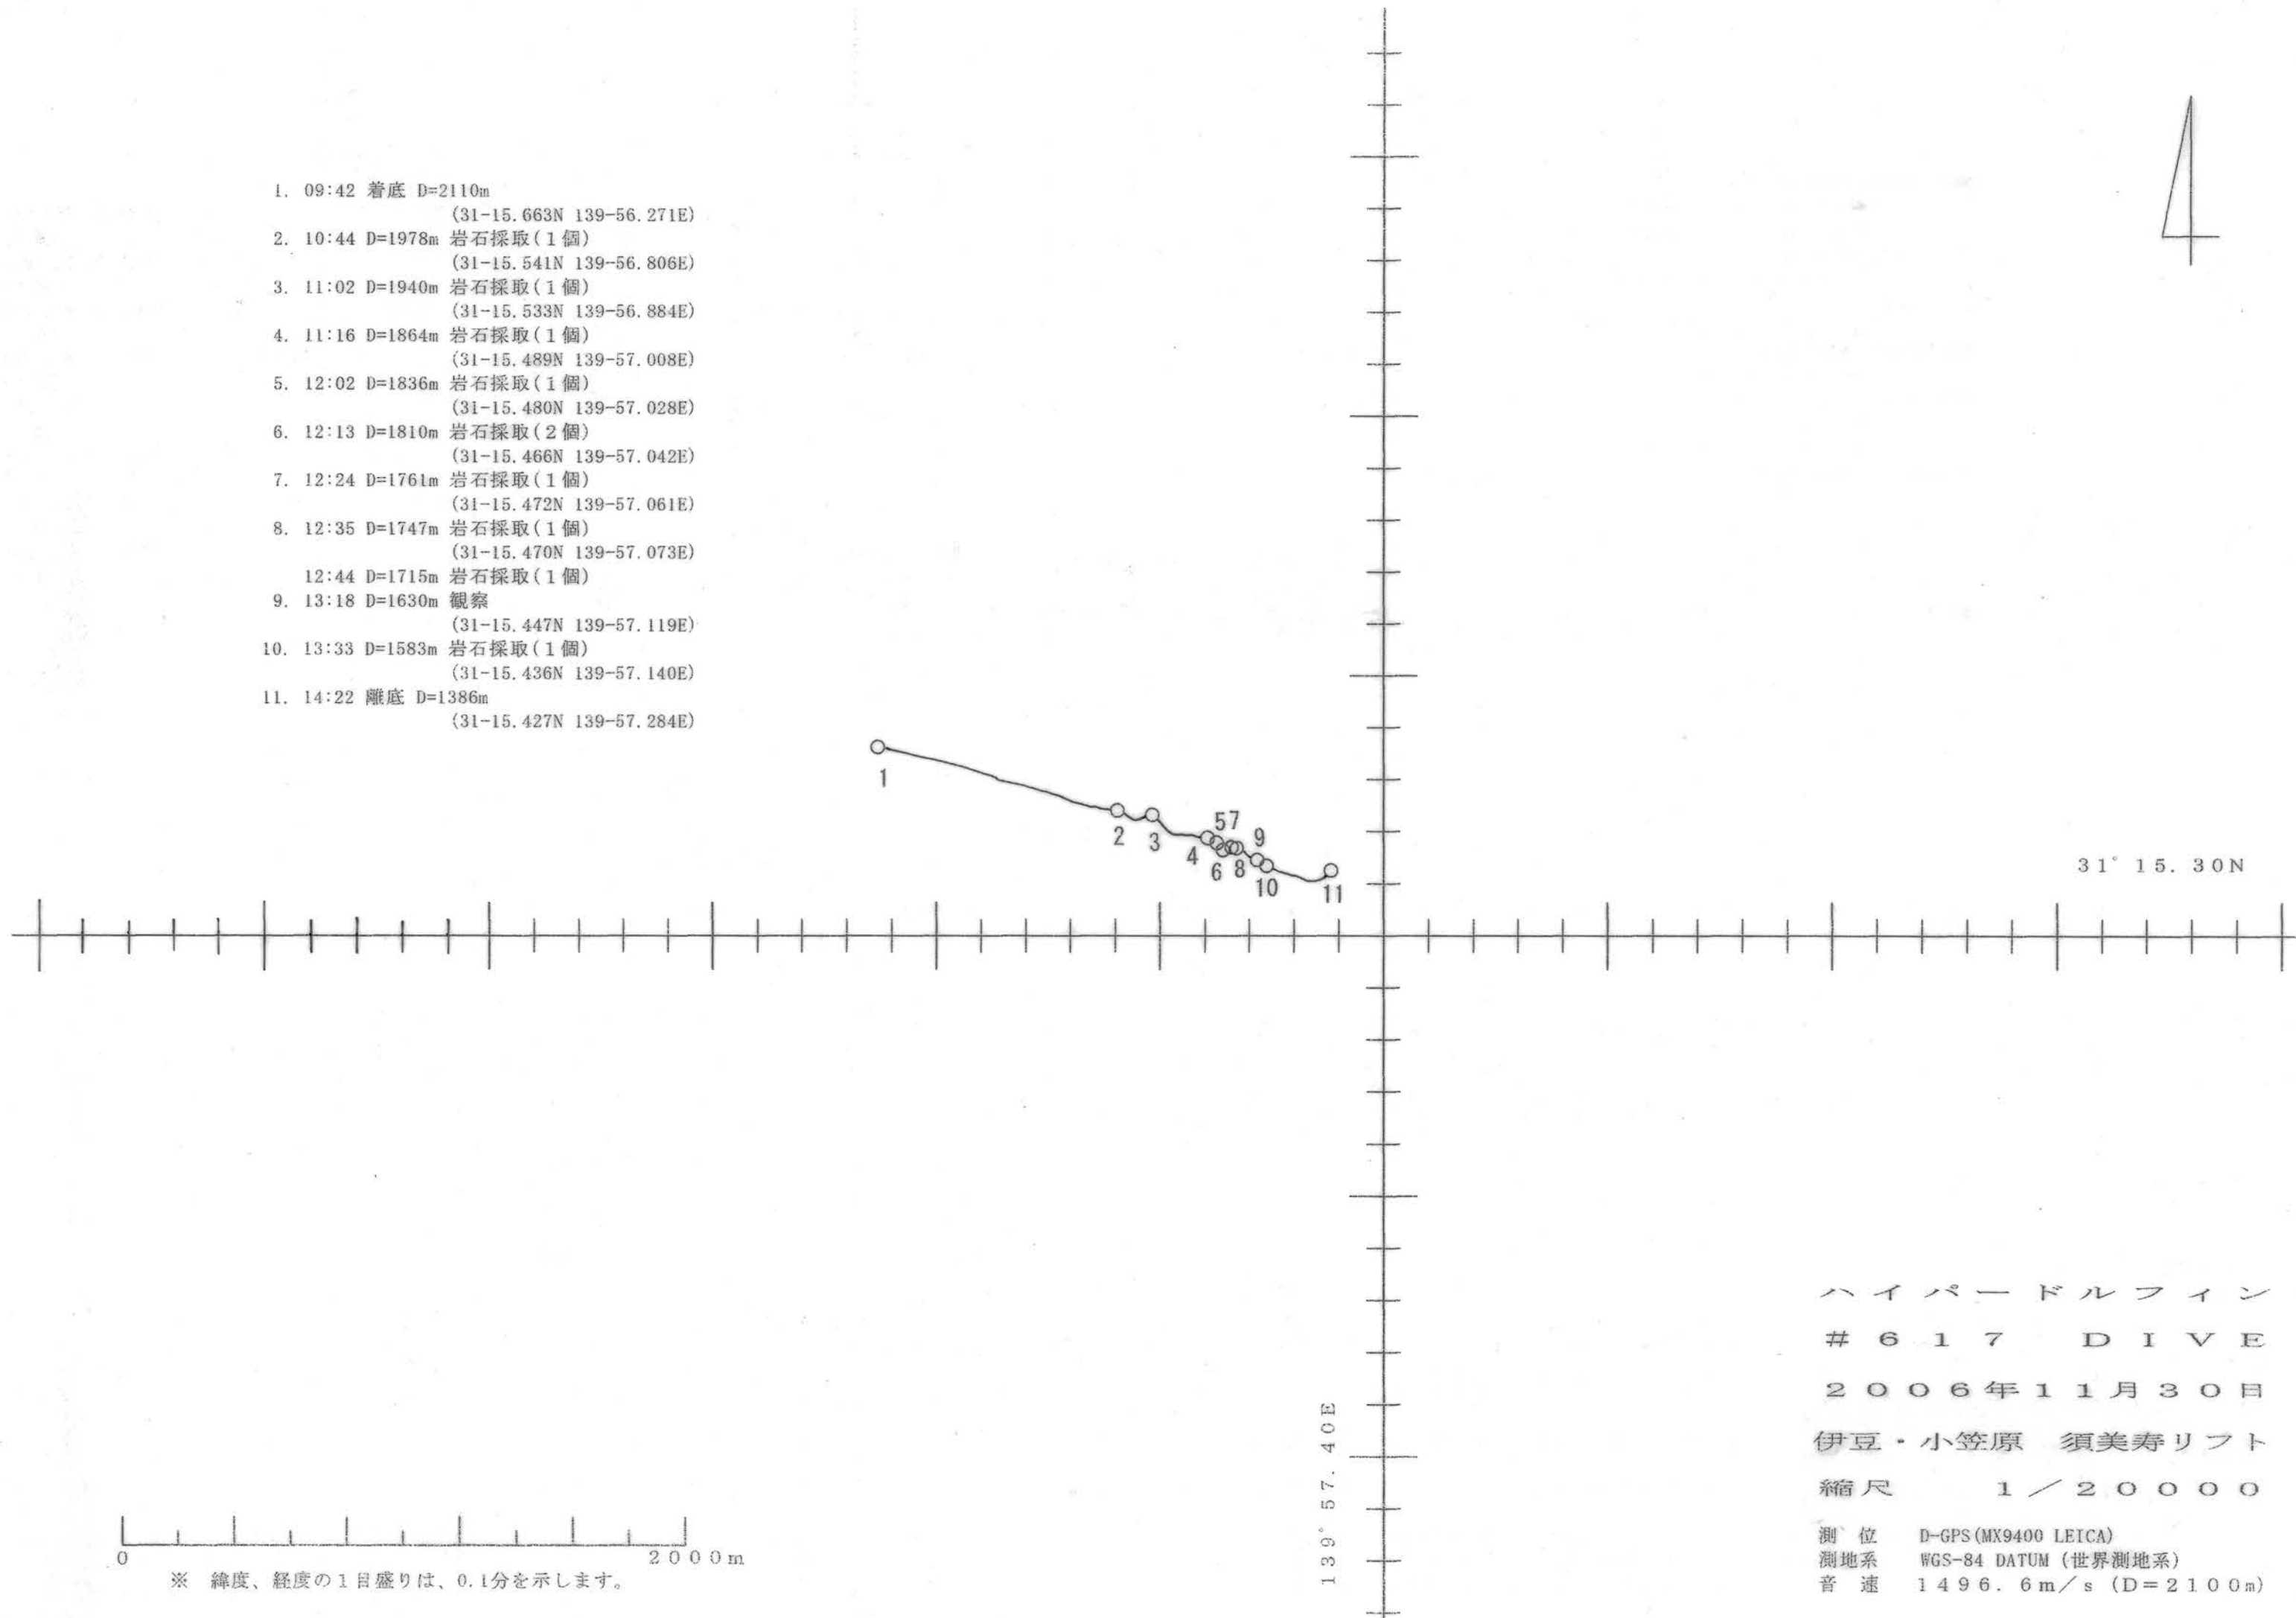 1. 09:42 着底 D=2110m
(31-15.663N 139-56.271E)
2. 10:44 D=1978m 岩石採取(1個)
(31-15.541N 139-56.806E)
3. 11:02 D=1940m 岩石採取(1個)
(31-15.533N 139-56.884E)
4. 11:16 D=1864m 岩石採取(1個)
(31-15.489N 139-57.008E)
5. 12:02 D=1836m 岩石採取(1個)
(31-15.480N 139-57.028E)
6. 12:13 D=1810m 岩石採取(2個)
(31-15.466N 139-57.042E)
7. 12:24 D=1761m 岩石採取(1個)
(31-15.472N 139-57.061E)
8. 12:35 D=1747m 岩石採取(1個)
(31-15.470N 139-57.073E)
12:44 D=1715m 岩石採取(1個)
9. 13:18 D=1630m 観察
(31-15.447N 139-57.119E)
10. 13:33 D=1583m 岩石採取(1個)
(31-15.436N 139-57.140E)
11. 14:22 離底 D=1386m
(31-15.427N 139-57.284E)
1
2
3
4
5
6
7
8
9
10
11
31°15.30N
139°57.40E
0 2000m
※ 緯度、経度の1目盛りは、0.1分を示します。
ハイパードルフィン
#617 DIVE
2006年11月30日
伊豆・小笠原 須美寿リフト
縮尺 1/20000
測位 D-GPS(MX9400 LEICA)
測地系 WGS-84 DATUM (世界測地系)
音速 1496.6m/s (D=2100m)